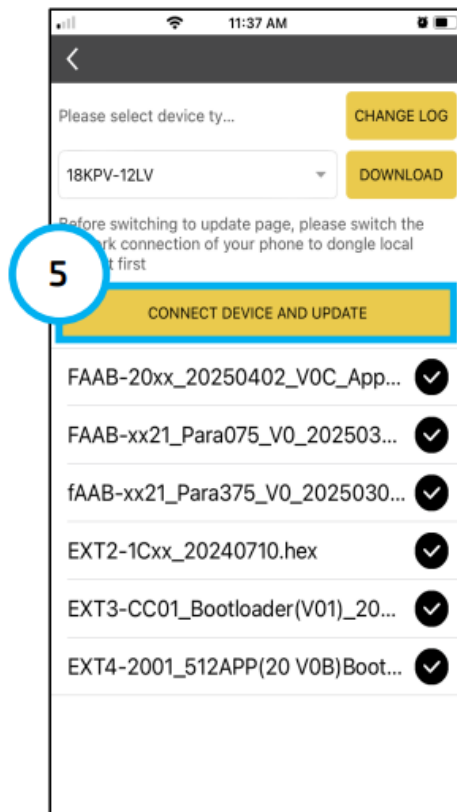 11:37 AM
Please select device ty...
CHANGE LOG
18KPV-12LV
DOWNLOAD
Before switching to update page, please switch the
connection of your phone to dongle local
first
5
CONNECT DEVICE AND UPDATE
FAAB-20xx_20250402_V0C_App...
FAAB-xx21_Para075_V0_202503...
fAAB-xx21_Para375_V0_2025030...
EXT2-1Cxx_20240710.hex
EXT3-CC01_Bootloader(V01)_20...
EXT4-2001_512APP(20 V0B)Boot...